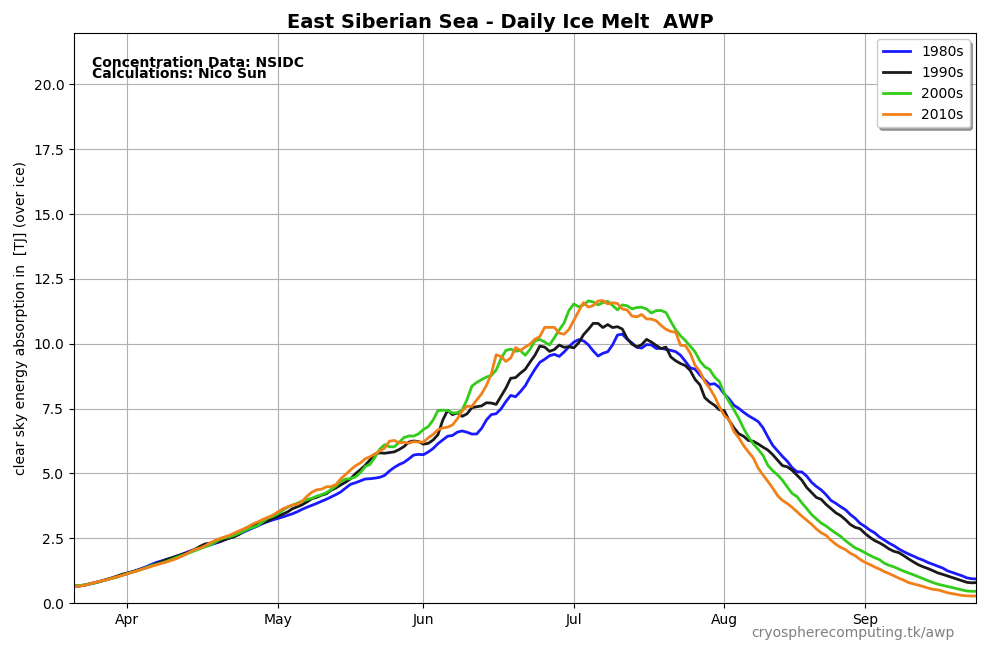 East Siberian Sea - Daily Ice Melt  AWP
Concentration Data: NSIDC
Calculations: Nico Sun
1980s
1990s
2000s
2010s
clear sky energy absorption in  [TJ] (over ice)
20.0
17.5
15.0
12.5
10.0
7.5
5.0
2.5
0.0
Apr May Jun Jul Aug Sep
cryospherecomputing.tk/awp